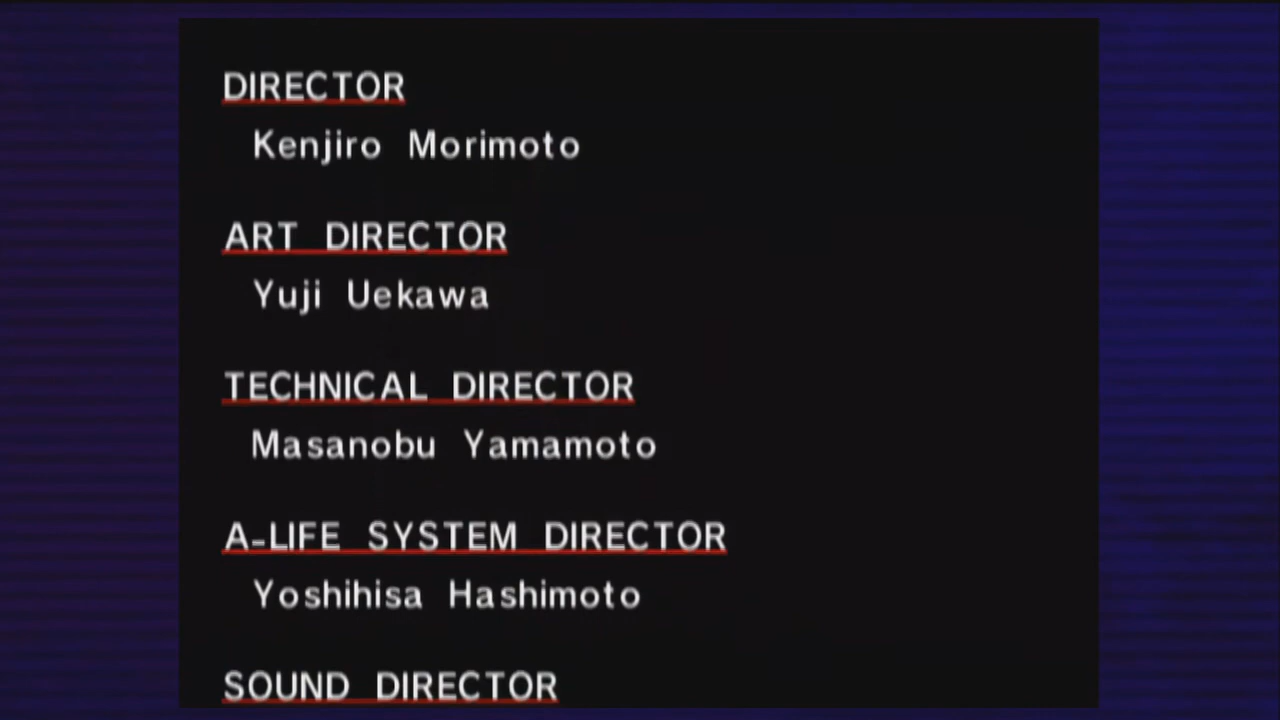 DIRECTOR
Kenjiro Morimoto
ART DIRECTOR
Yuji Uekawa
TECHNICAL DIRECTOR
Masanobu Yamamoto
A-LIFE SYSTEM DIRECTOR
Yoshihisa Hashimoto
SOUND DIRECTOR